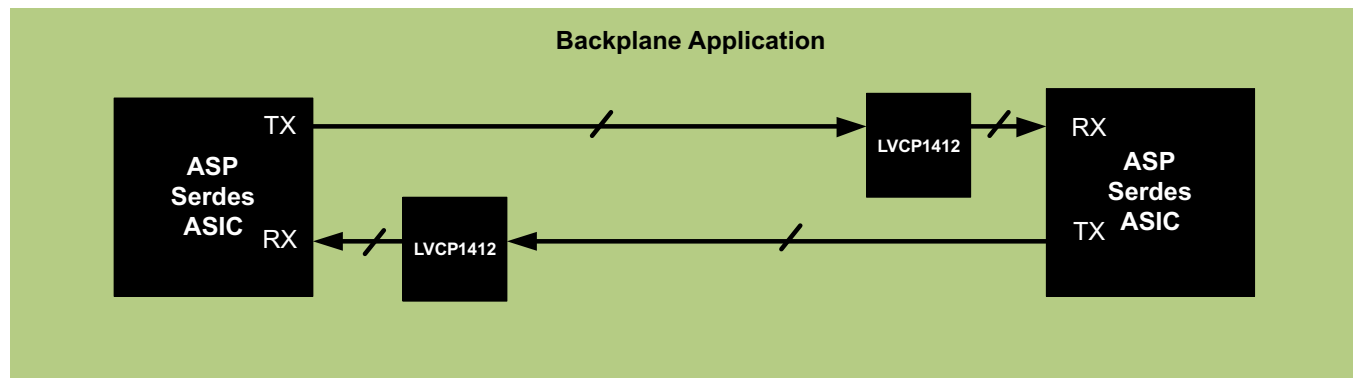 Backplane Application
TX
ASP
Serdes
ASIC
RX
LVCP1412
LVCP1412
RX
ASP
Serdes
ASIC
TX